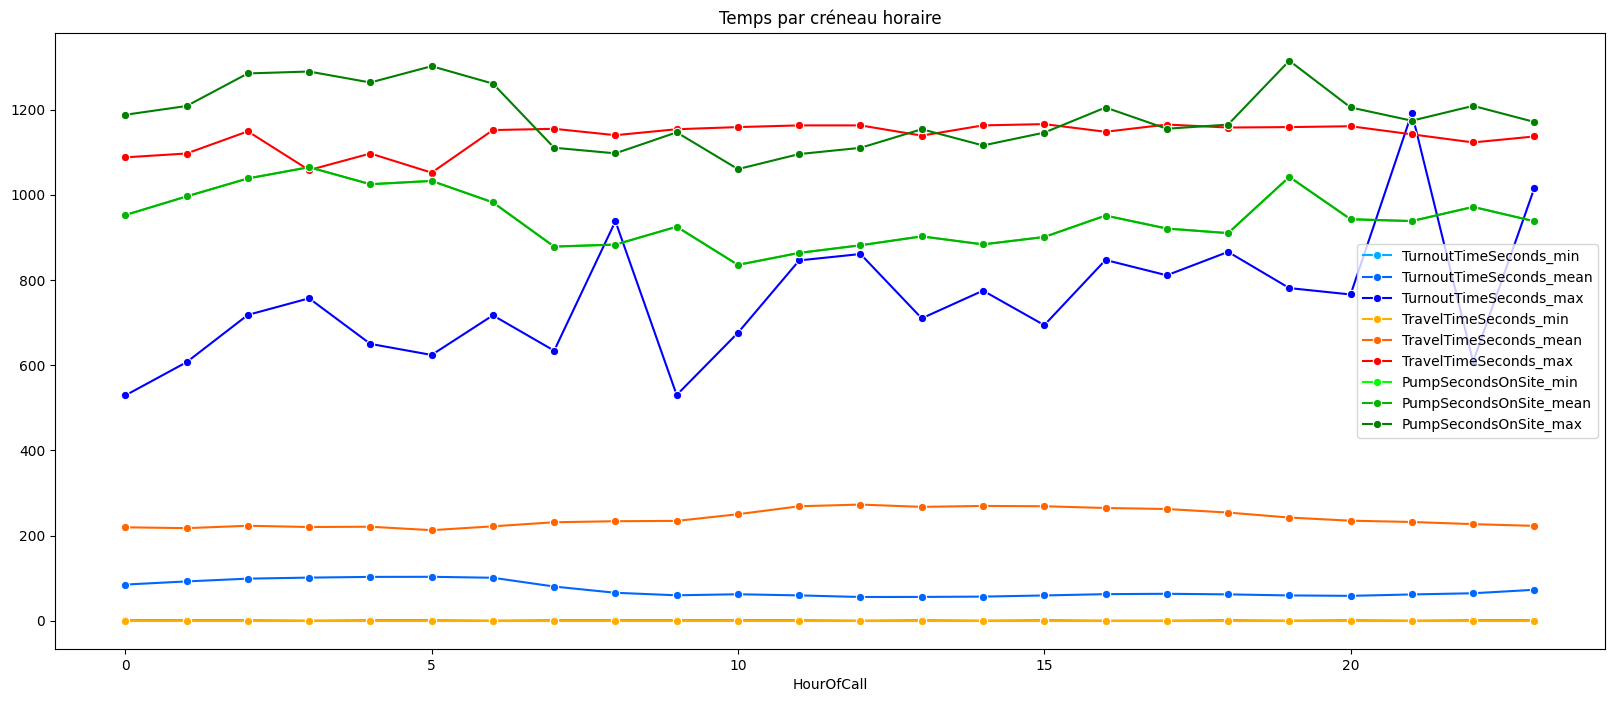 Temps par créneau horaire
1200
1000
800
600
400
200
0
0 5 10 15 20
HourOfCall
TurnoutTimeSeconds_min
TurnoutTimeSeconds_mean
TurnoutTimeSeconds_max
TravelTimeSeconds_min
TravelTimeSeconds_mean
TravelTimeSeconds_max
PumpSecondsOnSite_min
PumpSecondsOnSite_mean
PumpSecondsOnSite_max